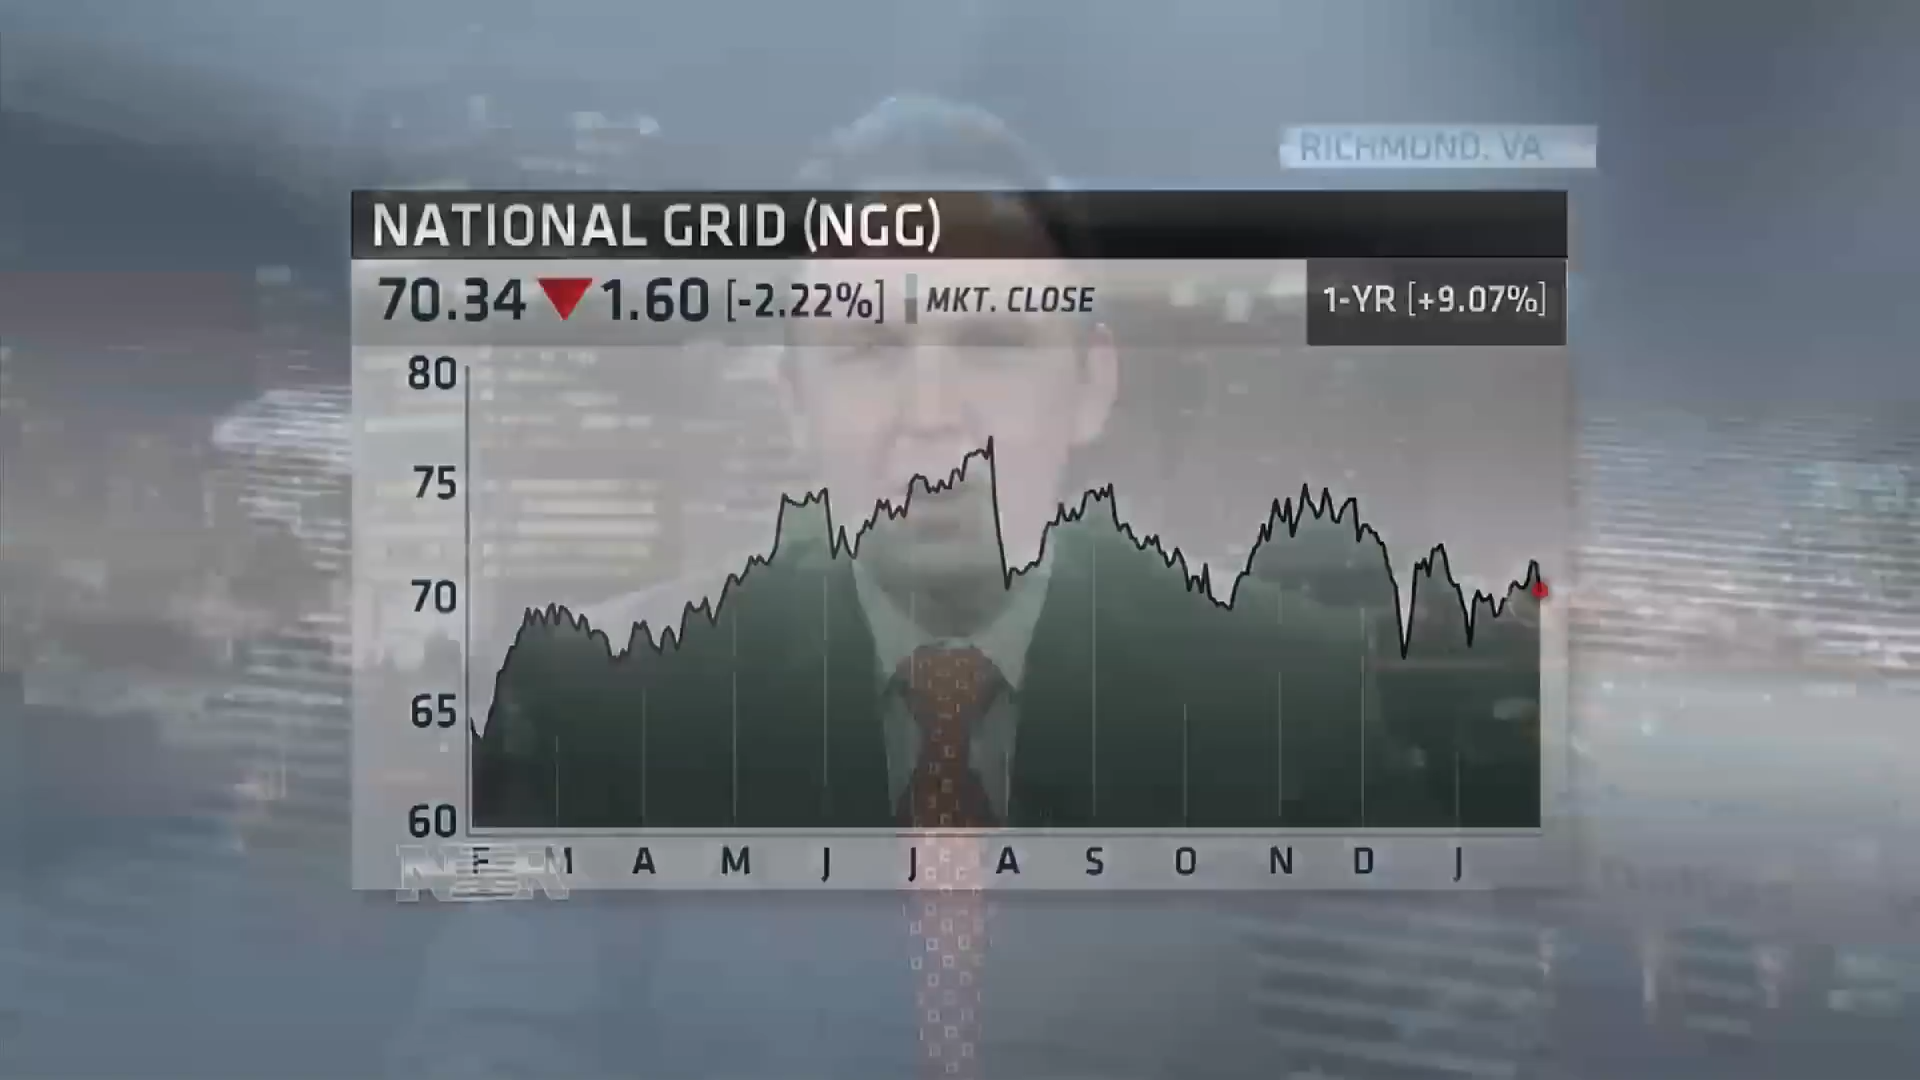 RICHMOND, VA
NATIONAL GRID (NGG)
70.34 ▼ 1.60 [-2.22%] MKT. CLOSE
1-YR [+9.07%]
80
75
70
65
60
F M A M J J A S O N D J
NBR